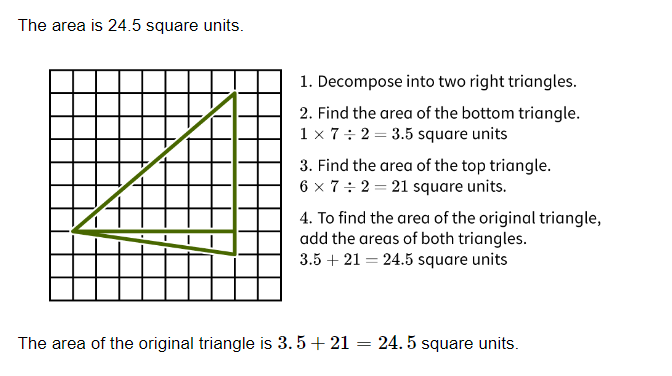 The area is 24.5 square units.
1. Decompose into two right triangles.
2. Find the area of the bottom triangle.
1 × 7 ÷ 2 = 3.5 square units
3. Find the area of the top triangle.
6 × 7 ÷ 2 = 21 square units.
4. To find the area of the original triangle,
add the areas of both triangles.
3.5 + 21 = 24.5 square units
The area of the original triangle is 3.5 + 21 = 24.5 square units.